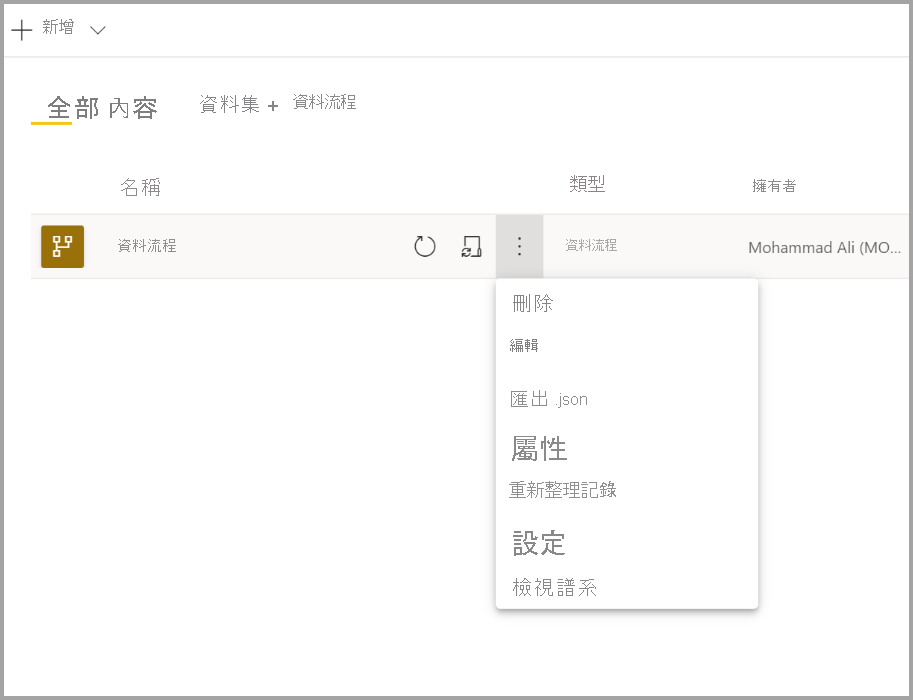 新增
全部 內容 資料集 + 資料流程
名稱 類型 擁有者
資料流程 資料流程 Mohammad Ali (MO...
刪除
編輯
匯出 .json
屬性
重新整理記錄
設定
檢視譜系